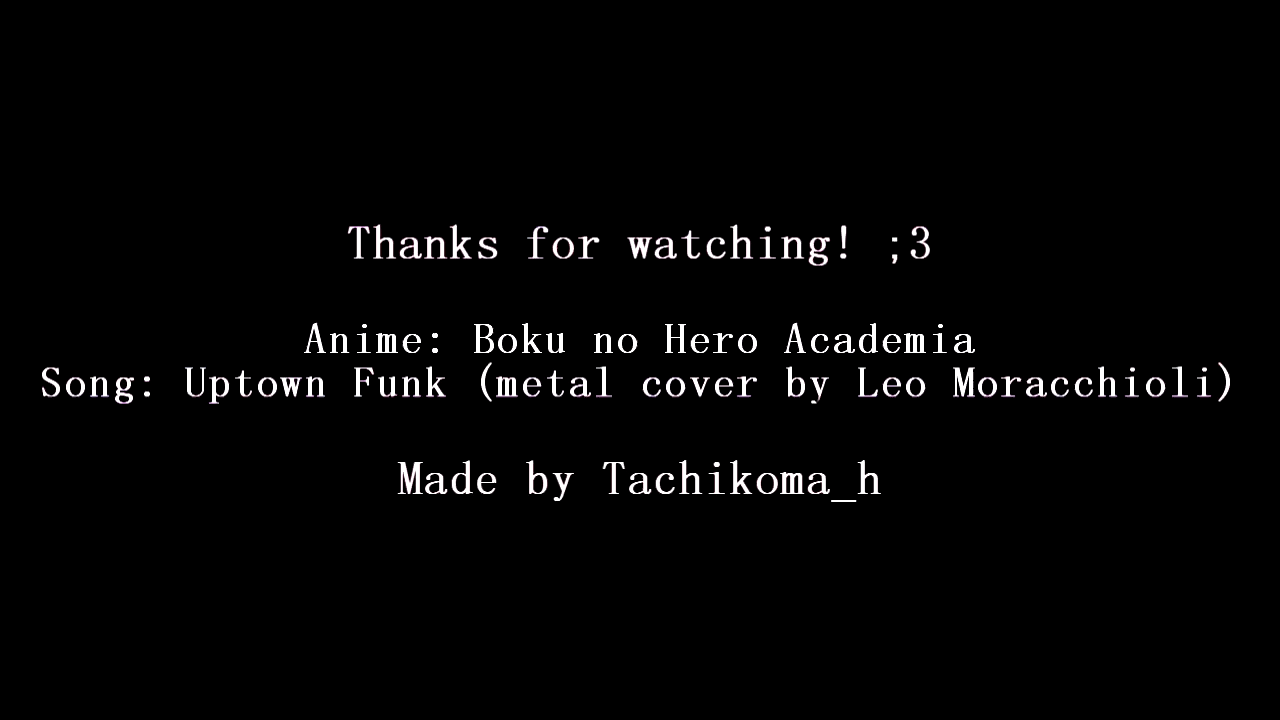 Thanks for watching! ;3
Anime: Boku no Hero Academia
Song: Uptown Funk (metal cover by Leo Moracchioli)
Made by Tachikoma_h